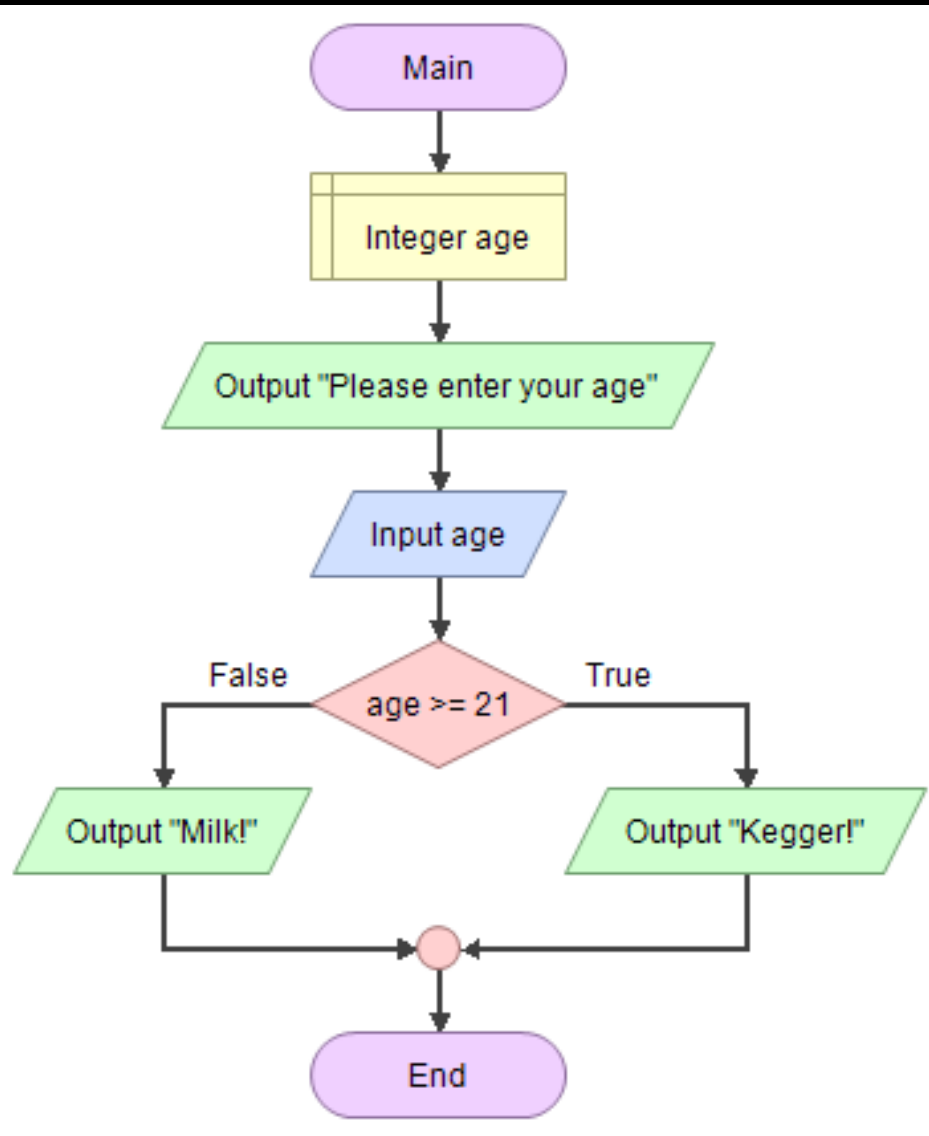 Main
Integer age
Output "Please enter your age"
Input age
False
True
age >= 21
Output "Milk!"
Output "Kegger!"
End